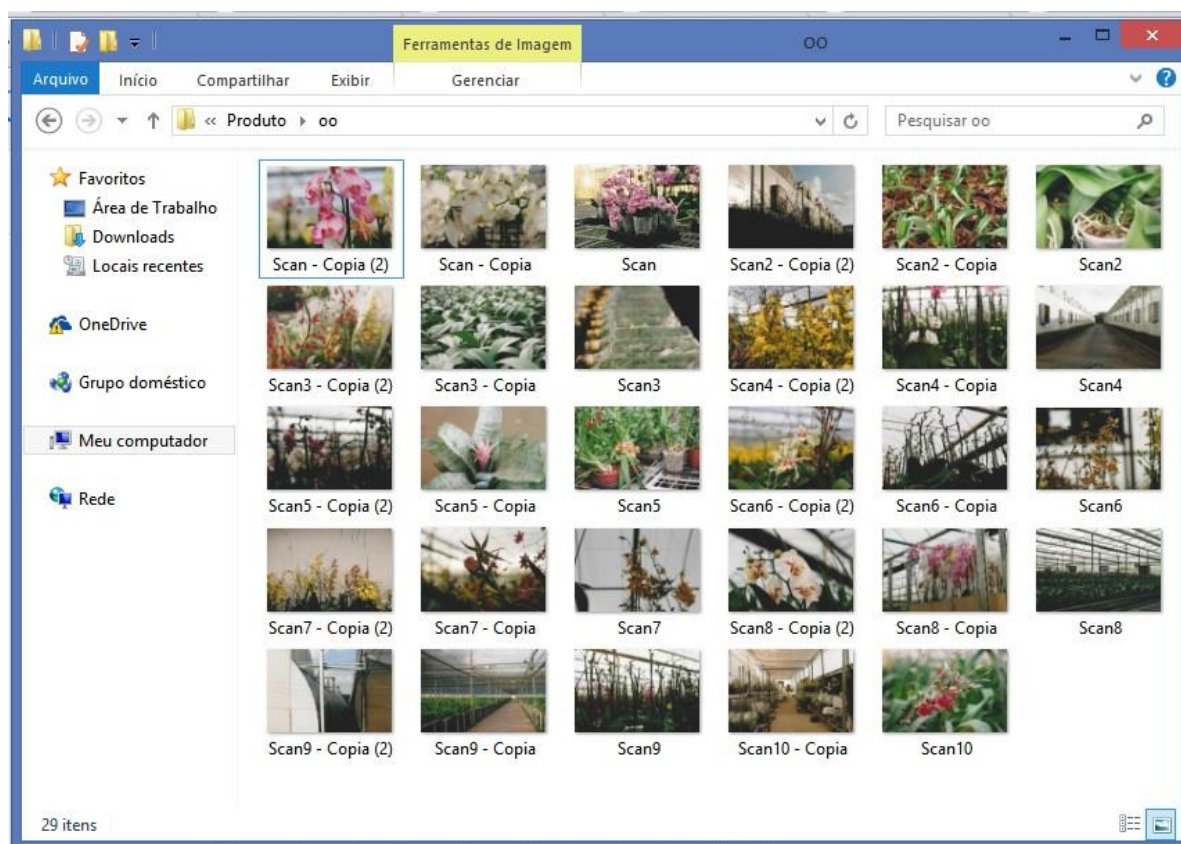 Ferramentas de Imagem
oo
Arquivo Início Compartilhar Exibir Gerenciar
« Produto oo
Pesquisar oo
Favoritos
Área de Trabalho
Downloads
Locais recentes
OneDrive
Grupo doméstico
Meu computador
Rede
Scan - Copia (2) Scan - Copia Scan Scan2 - Copia (2) Scan2 - Copia Scan2
Scan3 - Copia (2) Scan3 - Copia Scan3 Scan4 - Copia (2) Scan4 - Copia Scan4
Scan5 - Copia (2) Scan5 - Copia Scan5 Scan6 - Copia (2) Scan6 - Copia Scan6
Scan7 - Copia (2) Scan7 - Copia Scan7 Scan8 - Copia (2) Scan8 - Copia Scan8
Scan9 - Copia (2) Scan9 - Copia Scan9 Scan10 - Copia Scan10
29 itens